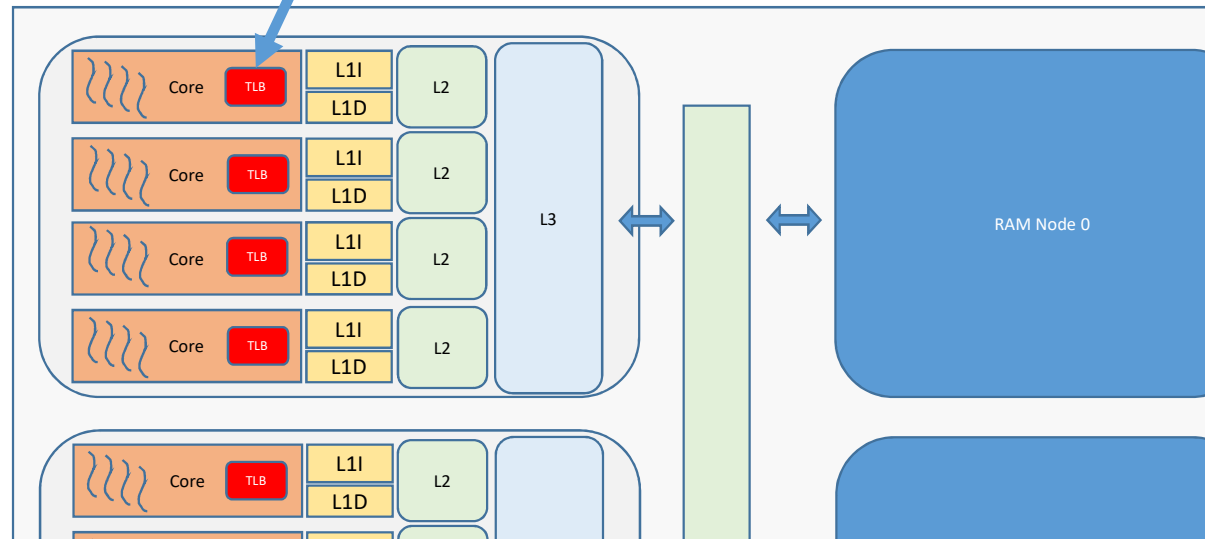 Core TLB L1I L2
L1D
Core TLB L1I L2
L1D
Core TLB L1I L2
L1D
Core TLB L1I L2
L1D
L3
RAM Node 0
Core TLB L1I L2
L1D